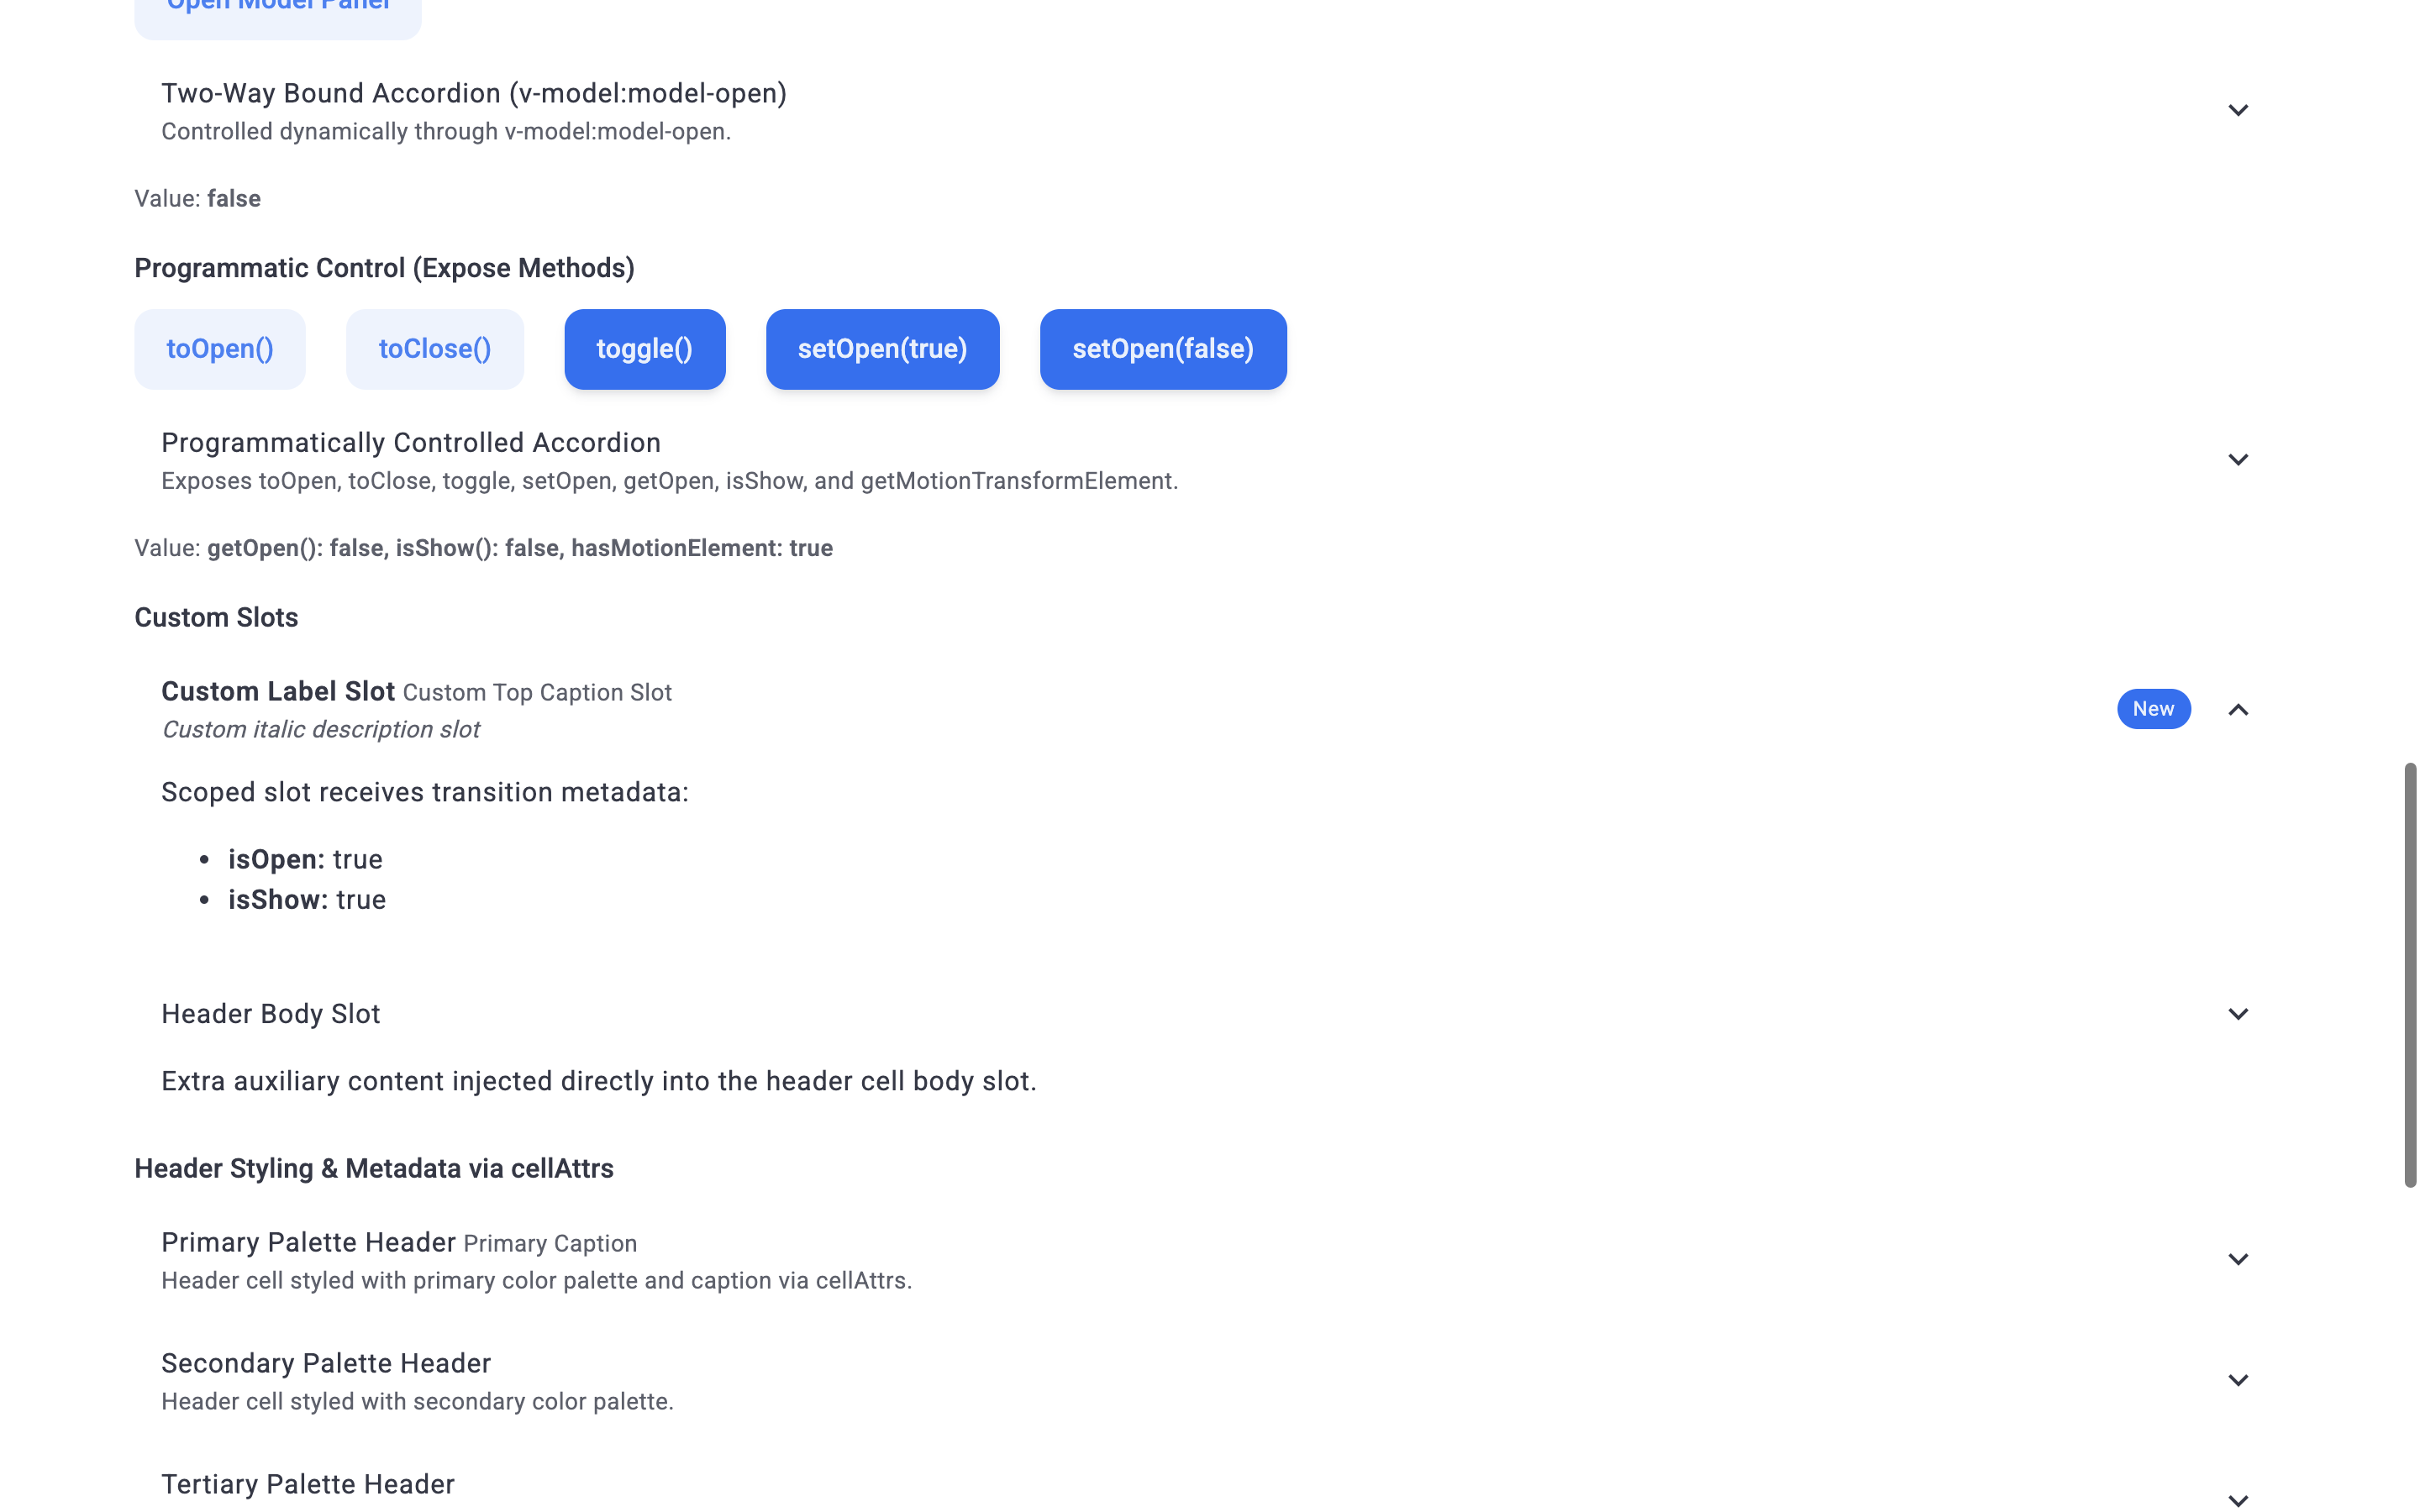 Open Model Panel
Two-Way Bound Accordion (v-model:model-open)
Controlled dynamically through v-model:model-open.
Value: false
Programmatic Control (Expose Methods)
toOpen() toClose() toggle() setOpen(true) setOpen(false)
Programmatically Controlled Accordion
Exposes toOpen, toClose, toggle, setOpen, getOpen, isShow, and getMotionTransformElement.
Value: getOpen(): false, isShow(): false, hasMotionElement: true
Custom Slots
Custom Label Slot Custom Top Caption Slot
New
Custom italic description slot
Scoped slot receives transition metadata:
• isOpen: true
• isShow: true
Header Body Slot
Extra auxiliary content injected directly into the header cell body slot.
Header Styling & Metadata via cellAttrs
Primary Palette Header Primary Caption
Header cell styled with primary color palette and caption via cellAttrs.
Secondary Palette Header
Header cell styled with secondary color palette.
Tertiary Palette Header